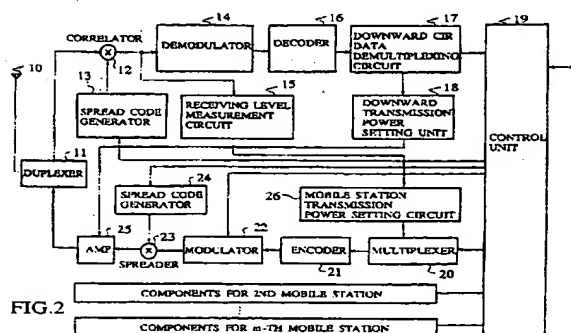 14
16
17
19
CORRELATOR
10
12
DEMODULATOR
DECODER
DOWNWARD CIR
DATA
DEMULTIPLEXING
CIRCUIT
13
15
18
SPREAD CODE
GENERATOR
RECEIVING LEVEL
MEASUREMENT
CIRCUIT
DOWNWARD
TRANSMISSION
POWER
SETTING UNIT
CONTROL
UNIT
11
DUPLEXER
24
SPREAD CODE
GENERATOR
26
MOBILE STATION
TRANSMISSION
POWER SETTING CIRCUIT
22
23
25
AMP
SPREADER
MODULATOR
ENCODER
MULTIPLEXER
21
20
COMPONENTS FOR 2ND MOBILE STATION
FIG.2
COMPONENTS FOR m-TH MOBILE STATION